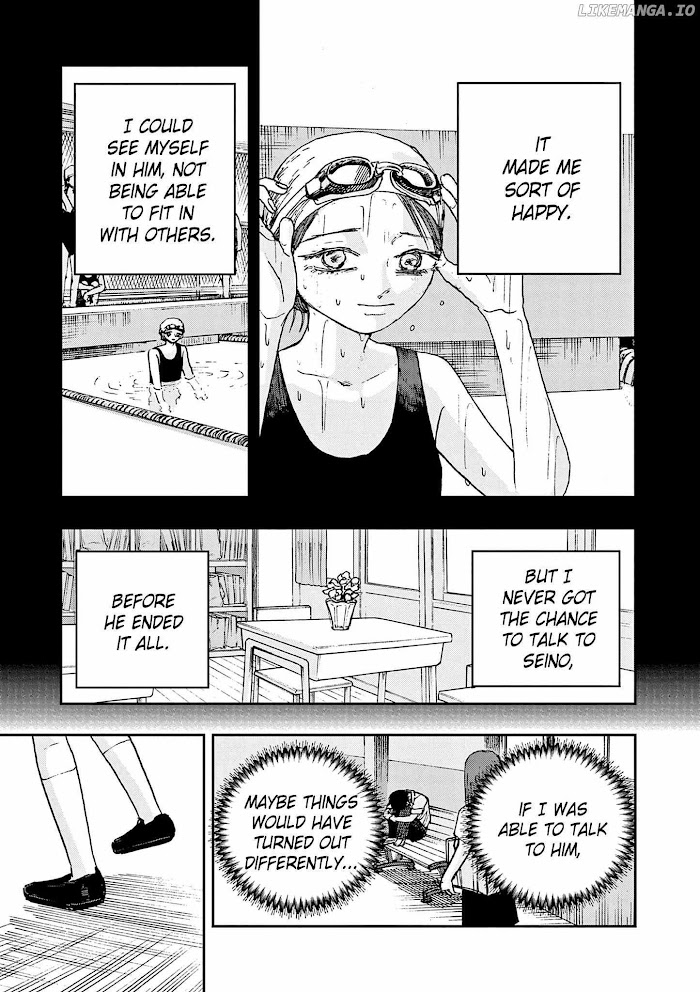 LIKEMANGA.IO
IT
MADE ME
SORT OF
HAPPY.
I COULD
SEE MYSELF
IN HIM, NOT
BEING ABLE
TO FIT IN
WITH OTHERS.
BUT I
NEVER GOT
THE CHANCE
TO TALK TO
SEINO,
BEFORE
HE ENDED
IT ALL.
IF I WAS
ABLE TO TALK
TO HIM,
MAYBE THINGS
WOULD HAVE
TURNED OUT
DIFFERENTLY...